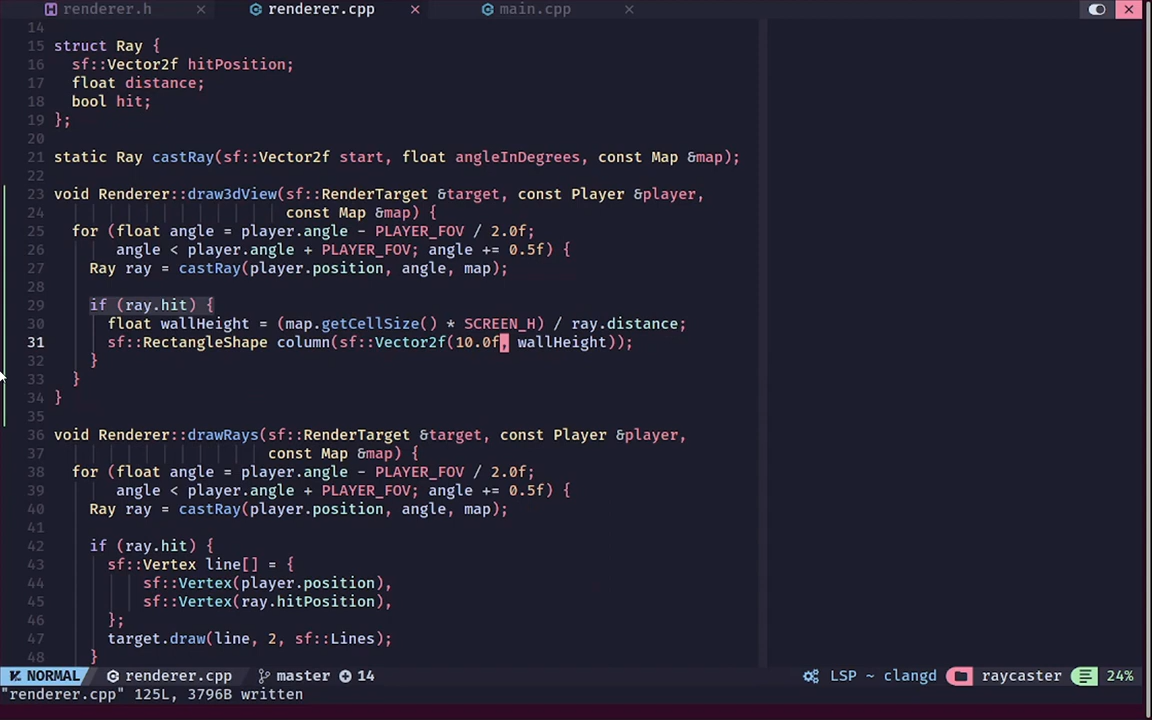 renderer.h × renderer.cpp × main.cpp × ×
14
15 struct Ray {
16   sf::Vector2f hitPosition;
17   float distance;
18   bool hit;
19 };
20
21 static Ray castRay(sf::Vector2f start, float angleInDegrees, const Map &map);
22
23 void Renderer::draw3dView(sf::RenderTarget &target, const Player &player,
24                           const Map &map) {
25   for (float angle = player.angle - PLAYER_FOV / 2.0f;
26        angle < player.angle + PLAYER_FOV; angle += 0.5f) {
27     Ray ray = castRay(player.position, angle, map);
28
29     if (ray.hit) {
30       float wallHeight = (map.getCellSize() * SCREEN_H) / ray.distance;
31       sf::RectangleShape column(sf::Vector2f(10.0f, wallHeight));
32     }
33   }
34 }
35
36 void Renderer::drawRays(sf::RenderTarget &target, const Player &player,
37                         const Map &map) {
38   for (float angle = player.angle - PLAYER_FOV / 2.0f;
39        angle < player.angle + PLAYER_FOV; angle += 0.5f) {
40     Ray ray = castRay(player.position, angle, map);
41
42     if (ray.hit) {
43       sf::Vertex line[] = {
44           sf::Vertex(player.position),
45           sf::Vertex(ray.hitPosition),
46       };
47       target.draw(line, 2, sf::Lines);
48     }
NORMAL renderer.cpp master 14 LSP ~ clangd raycaster 24%
"renderer.cpp" 125L, 3796B written